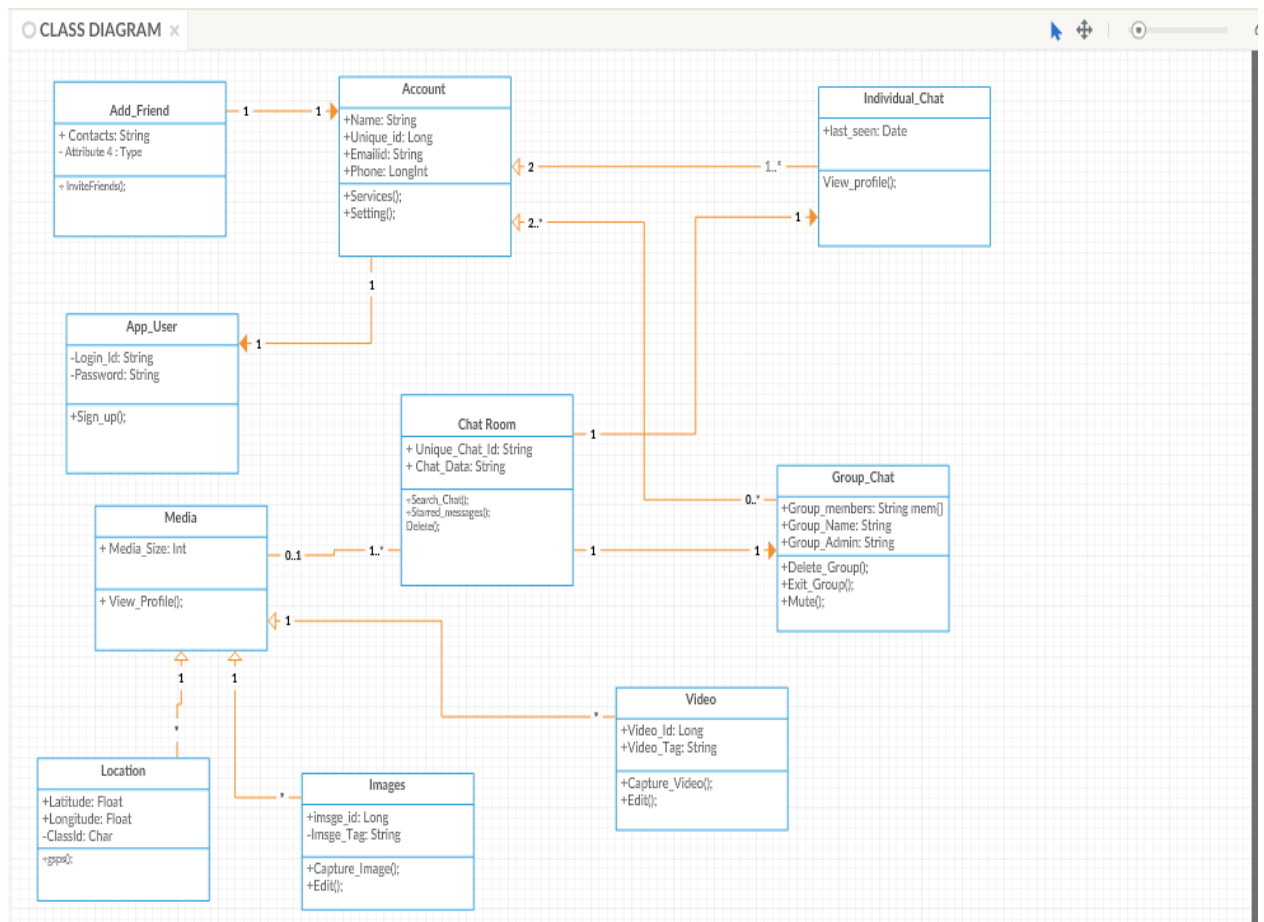 CLASS DIAGRAM ×
Add_Friend
+ Contacts: String
- Attribute 4 : Type
+ InviteFriends();
1
1
Account
+Name: String
+Unique_id: Long
+Emailid: String
+Phone: LongInt
+Services();
+Setting();
2
1..*
Individual_Chat
+last_seen: Date
View_profile();
2..*
1
1
App_User
-Login_Id: String
-Password: String
+Sign_up();
1
Chat Room
+ Unique_Chat_Id: String
+ Chat_Data: String
+Search_Chat();
+Starred_messages();
Delete();
1
0..*
1
1
Group_Chat
+Group_members: String mem[]
+Group_Name: String
+Group_Admin: String
+Delete_Group();
+Exit_Group();
+Mute();
Media
+ Media_Size: Int
+ View_Profile();
0..1
1..*
1
1
1
*
*
*
Video
+Video_Id: Long
+Video_Tag: String
+Capture_Video();
+Edit();
Location
+Latitude: Float
+Longitude: Float
-ClassId: Char
+gsps();
Images
+imsge_id: Long
-Imsge_Tag: String
+Capture_Image();
+Edit();